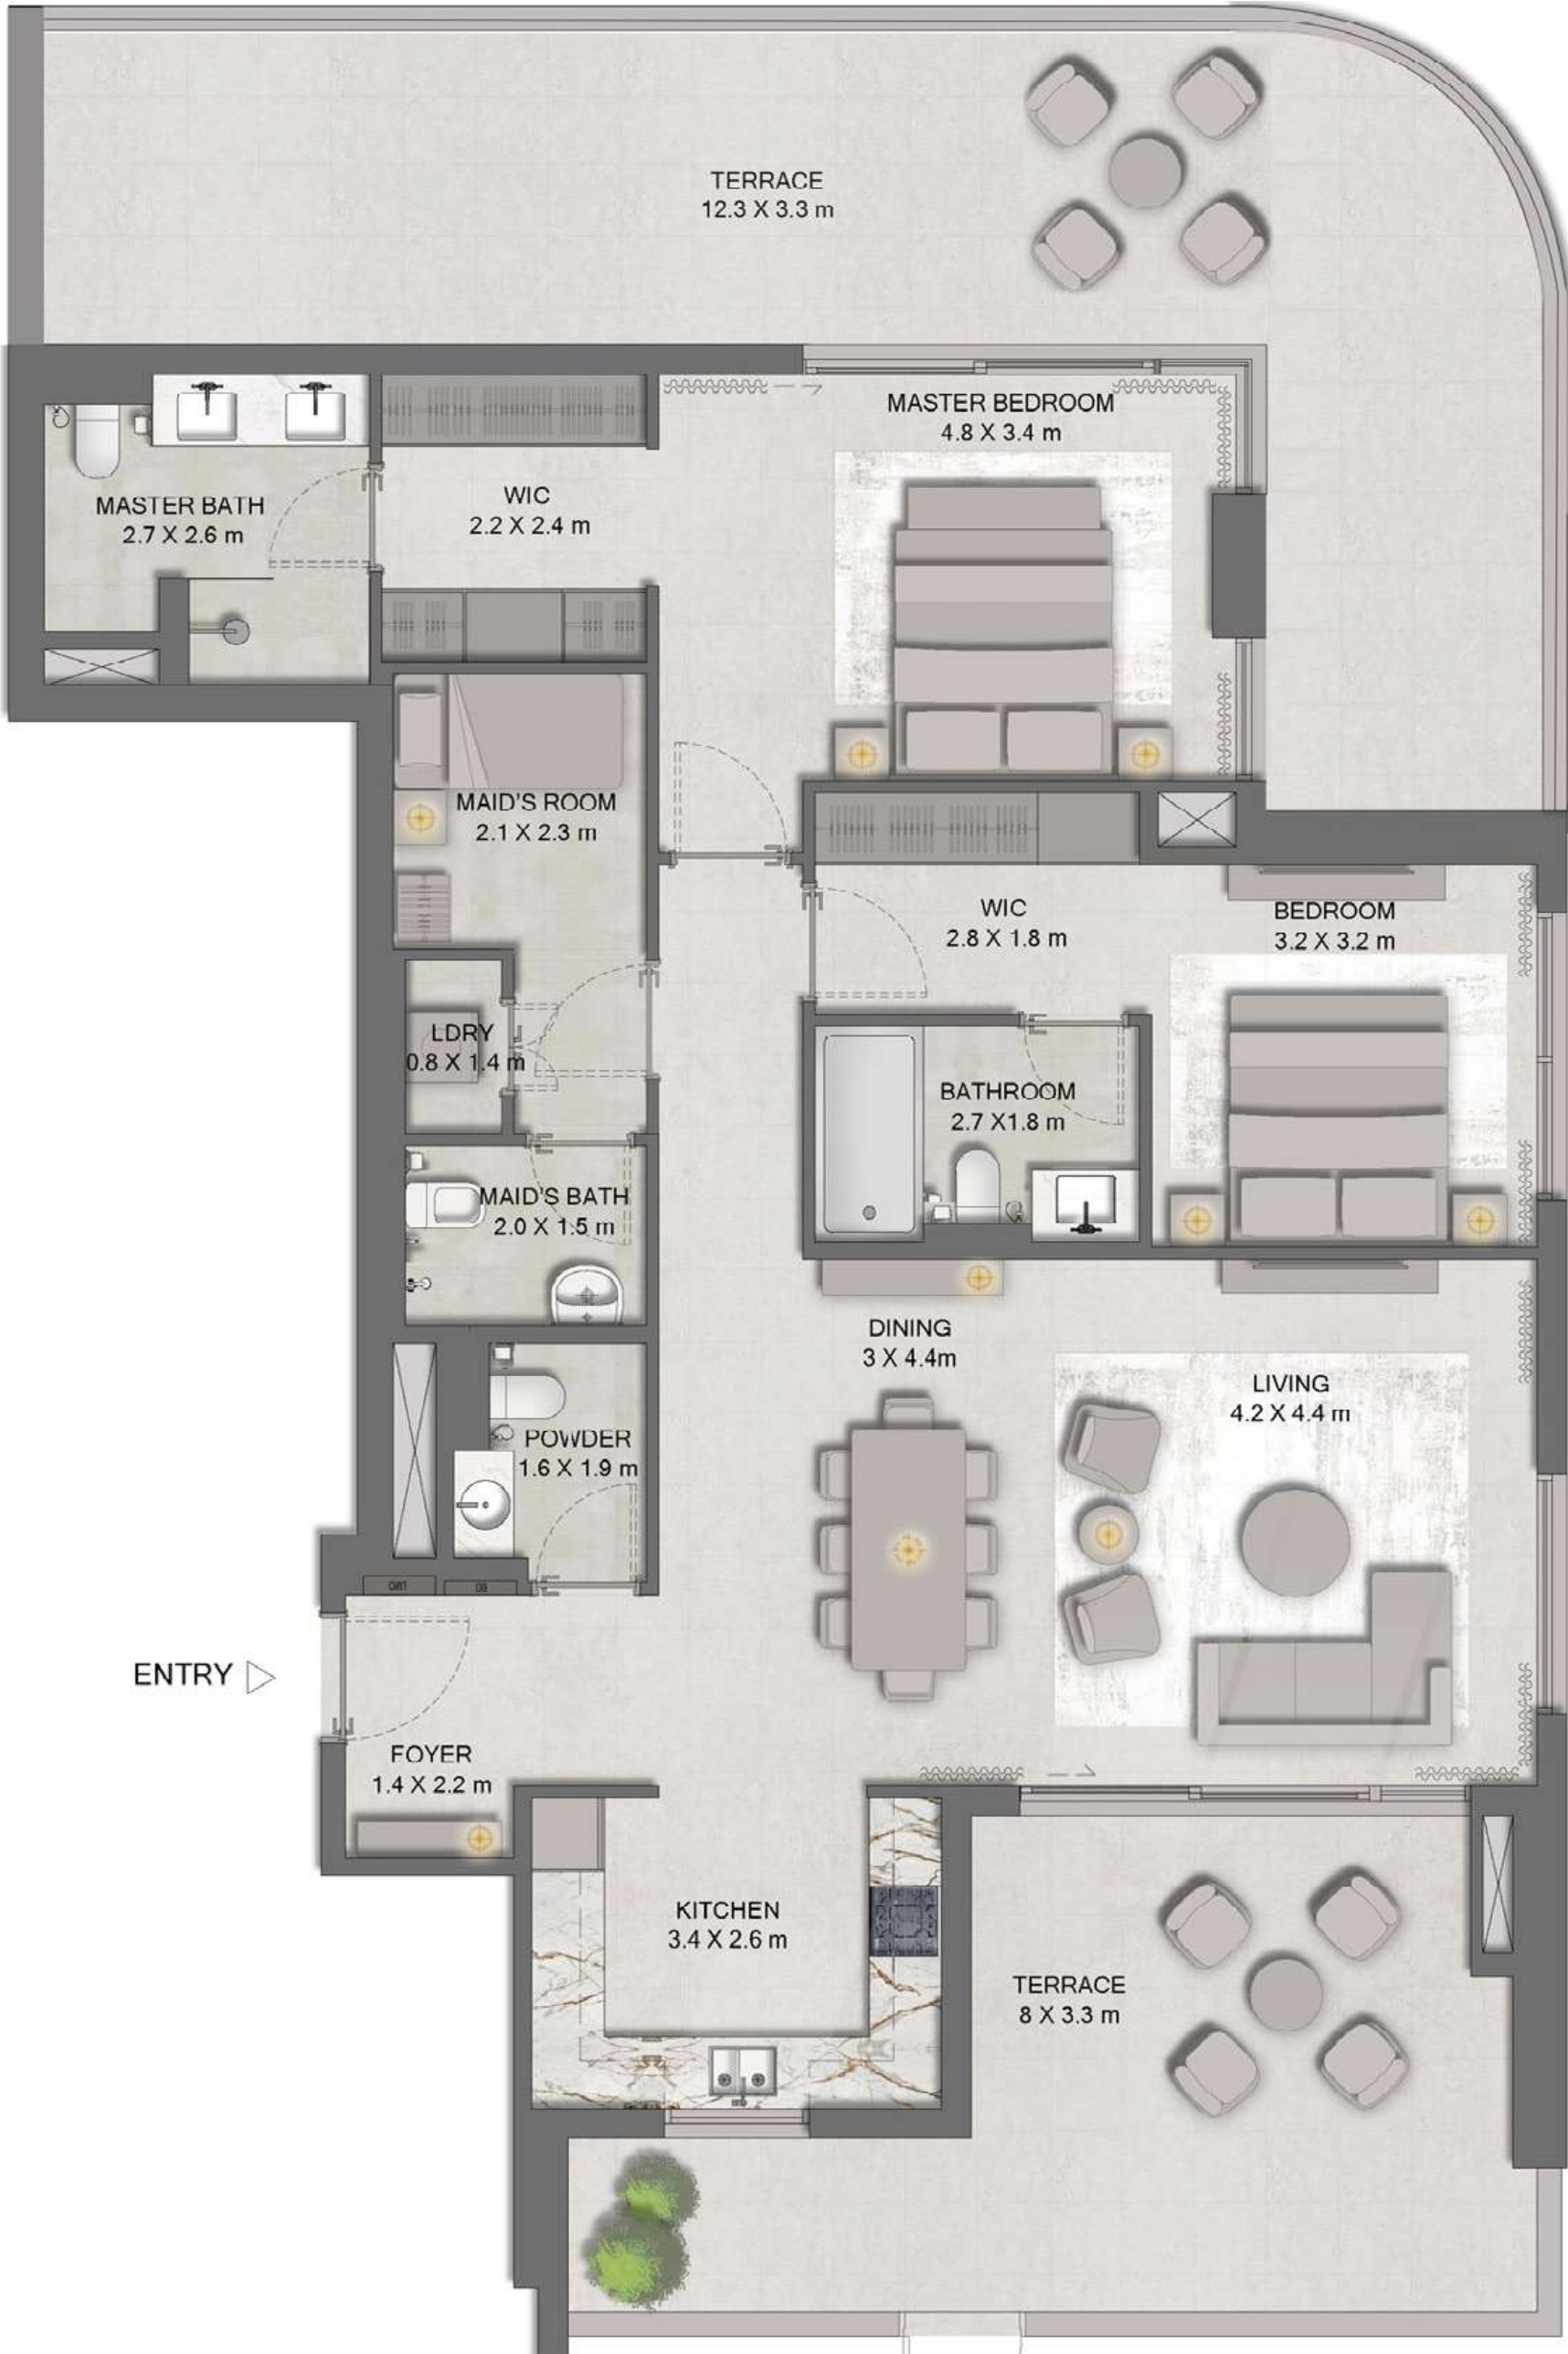 TERRACE
12.3 X 3.3 m
MASTER BEDROOM
4.8 X 3.4 m
WIC
2.2 X 2.4 m
MASTER BATH
2.7 X 2.6 m
MAID'S ROOM
2.1 X 2.3 m
WIC
2.8 X 1.8 m
BEDROOM
3.2 X 3.2 m
LDRY
0.8 X 1.4 m
BATHROOM
2.7 X1.8 m
MAID'S BATH
2.0 X 1.5 m
DINING
3 X 4.4m
LIVING
4.2 X 4.4 m
POWDER
1.6 X 1.9 m
ENTRY
FOYER
1.4 X 2.2 m
KITCHEN
3.4 X 2.6 m
TERRACE
8 X 3.3 m